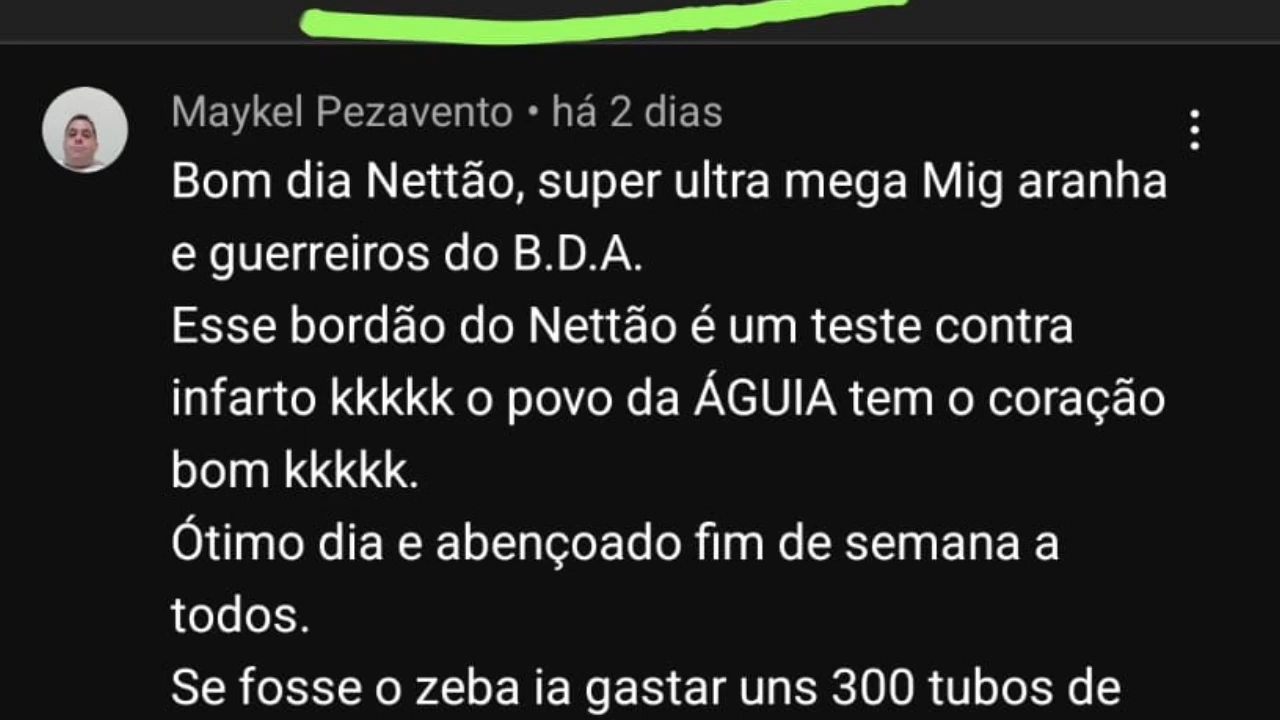 Maykel Pezavento • há 2 dias
Bom dia Nettão, super ultra mega Mig aranha
e guerreiros do B.D.A.
Esse bordão do Nettão é um teste contra
infarto kkkkk o povo da ÁGUIA tem o coração
bom kkkkk.
Ótimo dia e abençoado fim de semana a
todos.
Se fosse o zeba ia gastar uns 300 tubos de